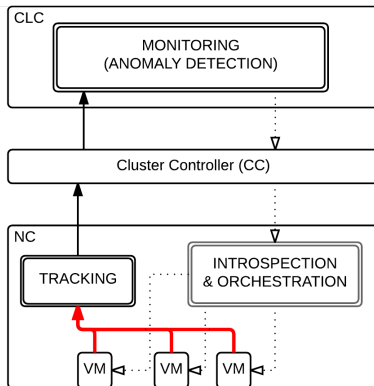 CLC
MONITORING
(ANOMALY DETECTION)
Cluster Controller (CC)
NC
TRACKING
INTROSPECTION
& ORCHESTRATION
VM
VM
VM